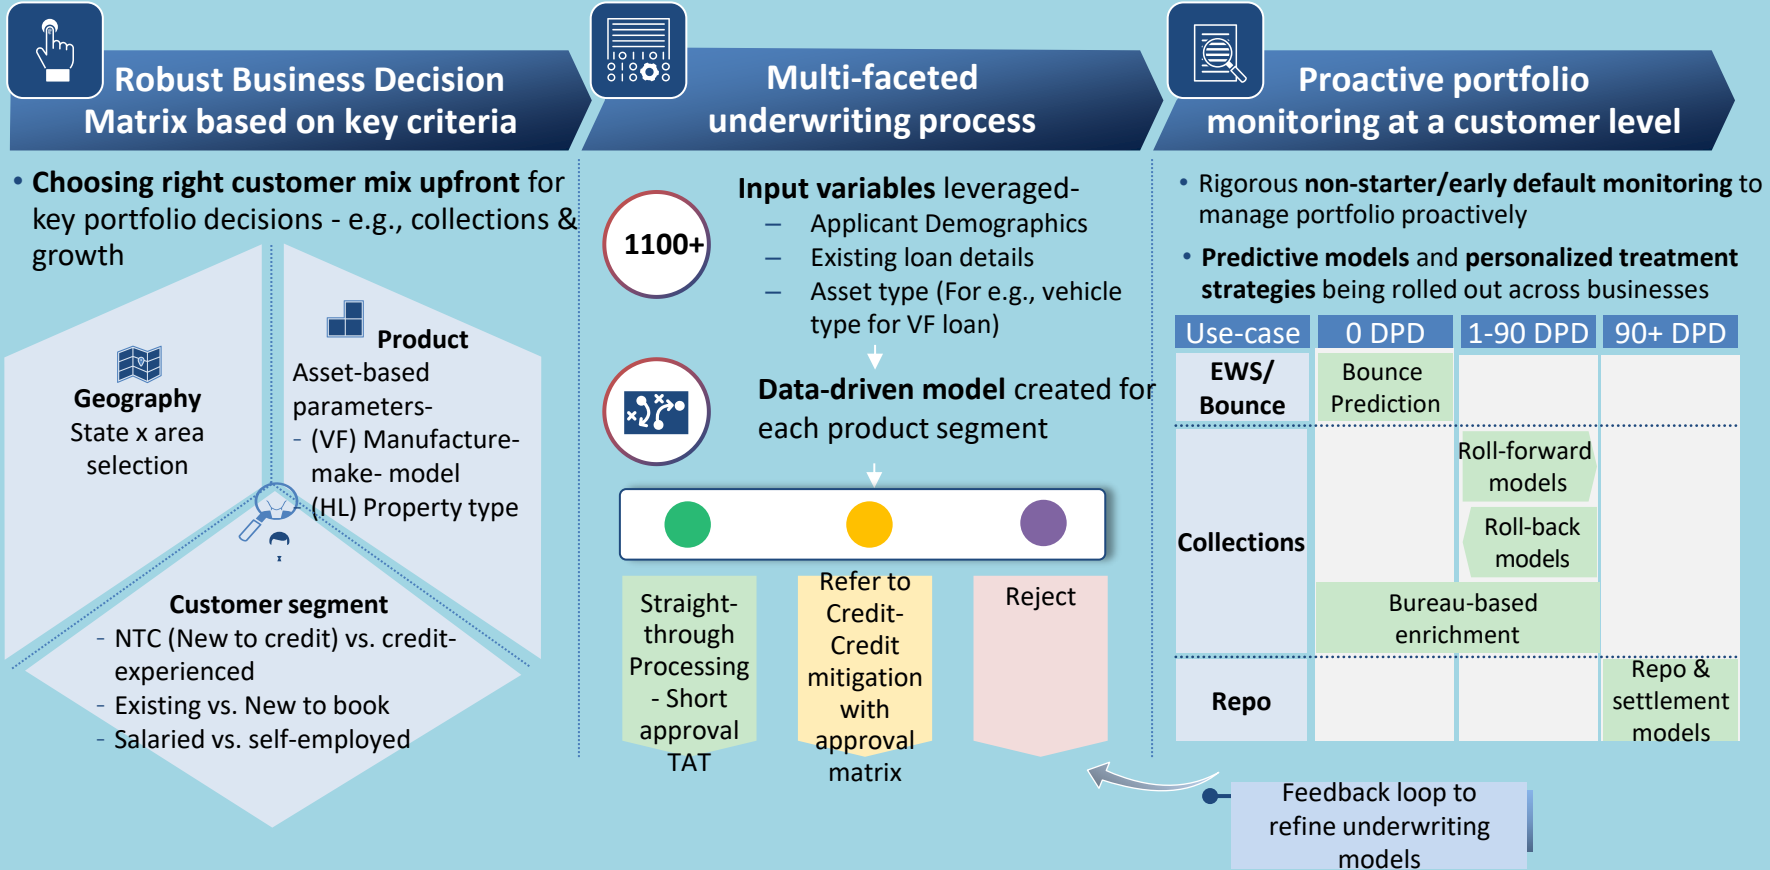 Robust Business Decision
Matrix based on key criteria
• Choosing right customer mix upfront for
key portfolio decisions - e.g., collections &
growth
Geography
State x area
selection
Product
Asset-based
parameters-
- (VF) Manufacture-
make- model
- (HL) Property type
Customer segment
- NTC (New to credit) vs. credit-
experienced
- Existing vs. New to book
- Salaried vs. self-employed
Multi-faceted
underwriting process
1100+
Input variables leveraged-
– Applicant Demographics
– Existing loan details
– Asset type (For e.g., vehicle
type for VF loan)
Data-driven model created for
each product segment
Straight-
through
Processing
- Short
approval
TAT
Refer to
Credit-
Credit
mitigation
with
approval
matrix
Reject
Proactive portfolio
monitoring at a customer level
• Rigorous non-starter/early default monitoring to
manage portfolio proactively
• Predictive models and personalized treatment
strategies being rolled out across businesses
Use-case 0 DPD 1-90 DPD 90+ DPD
EWS/
Bounce
Bounce
Prediction
Collections
Roll-forward
models
Roll-back
models
Bureau-based
enrichment
Repo
Repo &
settlement
models
Feedback loop to
refine underwriting
models